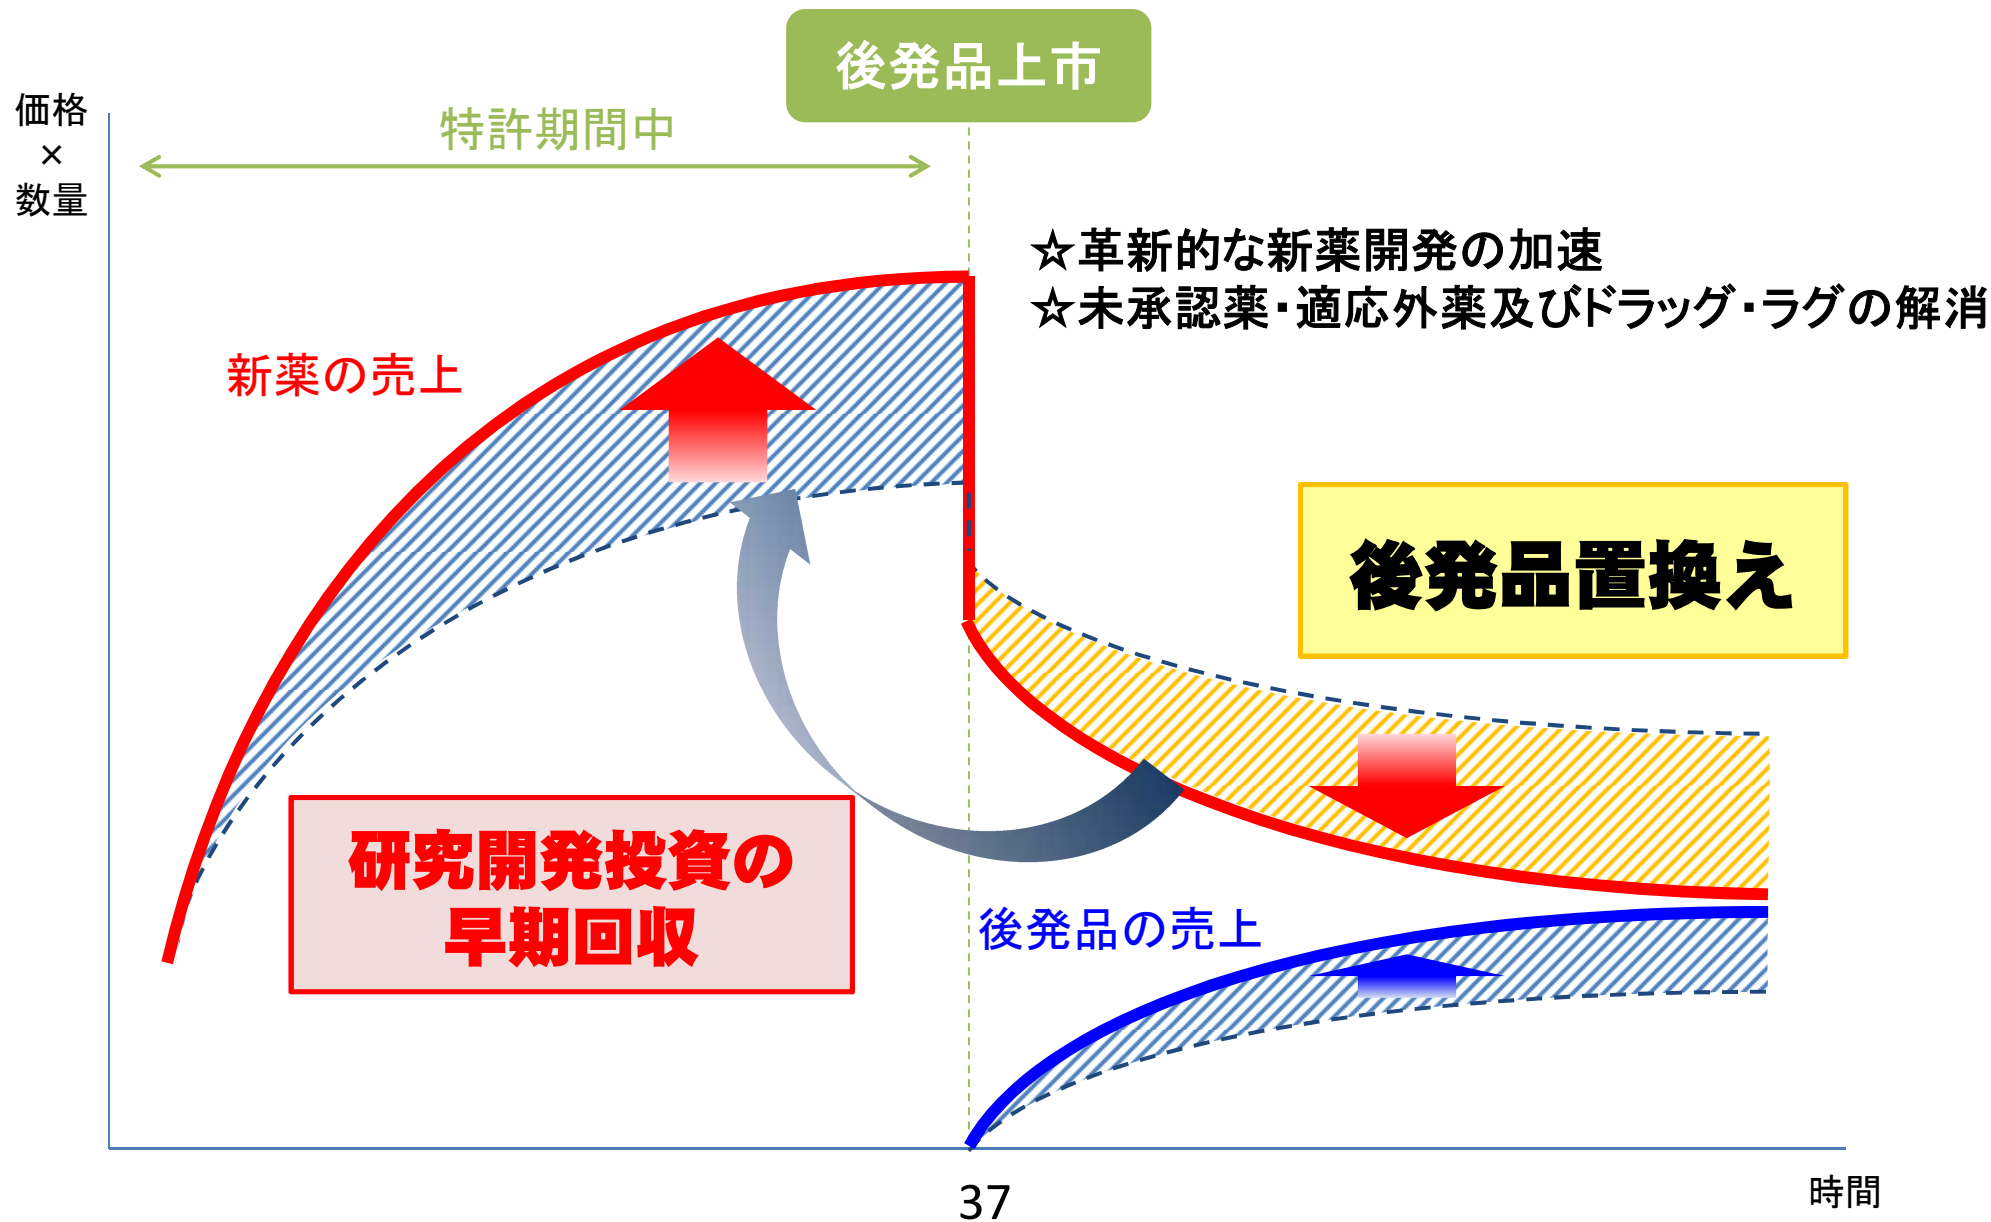 後発品上市
価格
×
数量
特許期間中
☆革新的な新薬開発の加速
☆未承認薬・適応外薬及びドラッグ・ラグの解消
新薬の売上
後発品置換え
研究開発投資の
早期回収
後発品の売上
37
時間